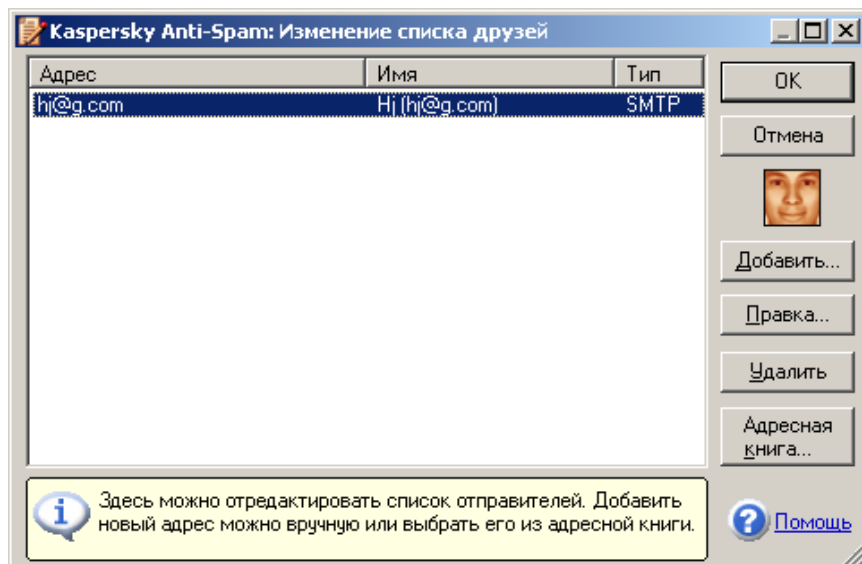 Kaspersky Anti-Spam: Изменение списка друзей
Адрес Имя Тип
hj@g.com Hj (hj@g.com) SMTP
OK
Отмена
Добавить...
Правка...
Удалить
Адресная
книга...
Здесь можно отредактировать список отправителей. Добавить
новый адрес можно вручную или выбрать его из адресной книги.
Помощь